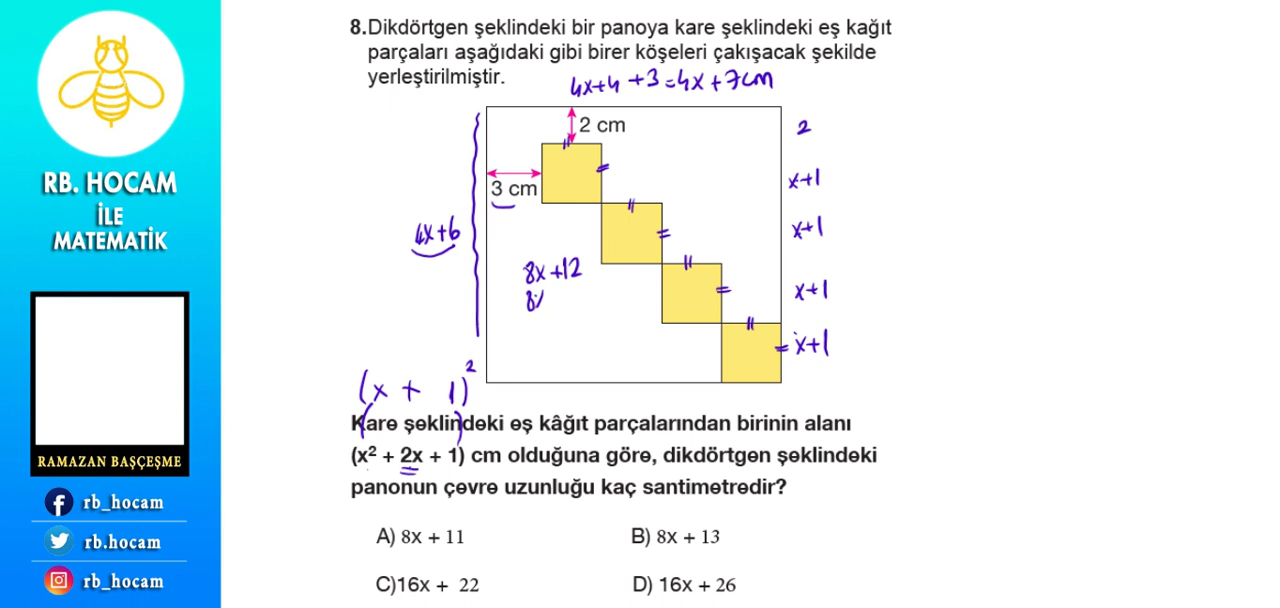 RB. HOCAM
İLE
MATEMATİK
RAMAZAN BAŞÇEŞME
rb_hocam
rb.hocam
rb_hocam
8.Dikdörtgen şeklindeki bir panoya kare şeklindeki eş kağıt
parçaları aşağıdaki gibi birer köşeleri çakışacak şekilde
yerleştirilmiştir.
4x+4 +3=4x+7cm
2 cm
2
3 cm
x+1
4x+6
x+1
8x+12
8x
x+1
x+1
(x + 1)²
Kare şeklindeki eş kâğıt parçalarından birinin alanı
(x² + 2x + 1) cm olduğuna göre, dikdörtgen şeklindeki
panonun çevre uzunluğu kaç santimetredir?
A) 8x + 11
B) 8x + 13
C)16x + 22
D) 16x + 26